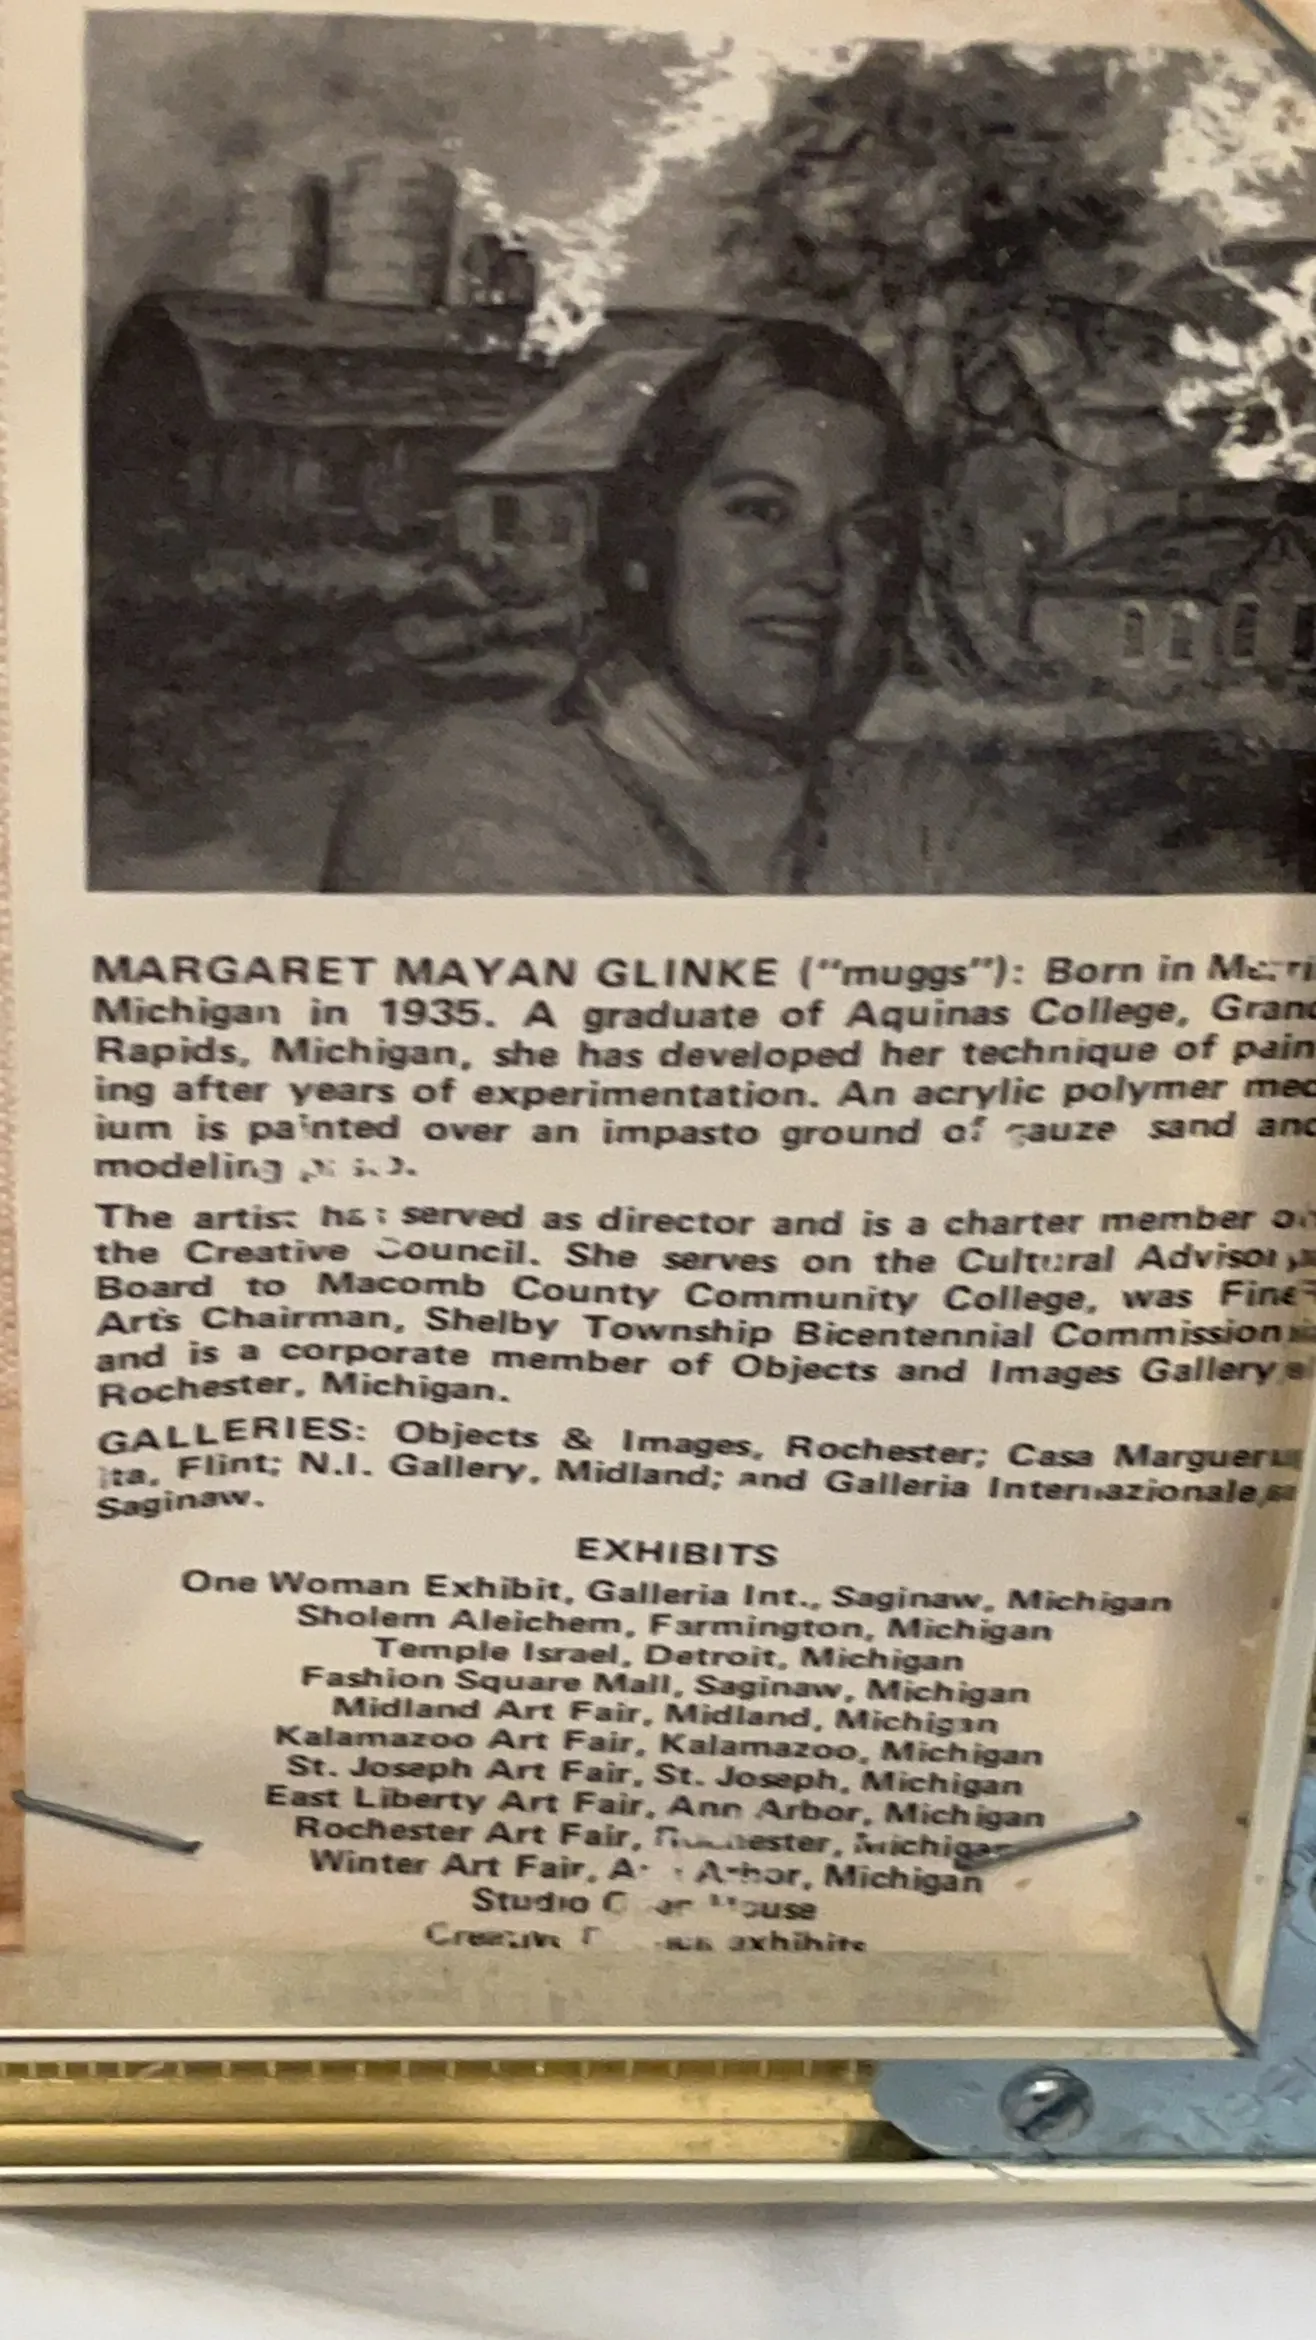 MARGARET MAYAN GLINKE ("muggs"): Born in
Michigan in 1935. A graduate of Aquinas College, Grand
Rapids, Michigan, she has developed her technique of pain
ing after years of experimentation. An acrylic polymer med
ium is painted over an impasto ground of gauze sand and
modeling
The artist has served as director and is a charter member of
the Creative Council. She serves on the Cultural Advisory
Board to Macomb County Community College, was Fine
Arts Chairman, Shelby Township Bicentennial Commission
and is a corporate member of Objects and Images Gallery
Rochester, Michigan.
GALLERIES: Objects & Images, Rochester; Casa Marguer
ita, Flint; N.I. Gallery, Midland; and Galleria Internazionale,
Saginaw.
EXHIBITS
One Woman Exhibit, Galleria Int., Saginaw, Michigan
Sholem Aleichem, Farmington, Michigan
Temple Israel, Detroit, Michigan
Fashion Square Mall, Saginaw, Michigan
Midland Art Fair, Midland, Michigan
Kalamazoo Art Fair, Kalamazoo, Michigan
St. Joseph Art Fair, St. Joseph, Michigan
East Liberty Art Fair, Ann Arbor, Michigan
Rochester Art Fair, Rochester, Michigan
Winter Art Fair, Ann Arbor, Michigan
Studio Open House
Creative exhibits
11 12